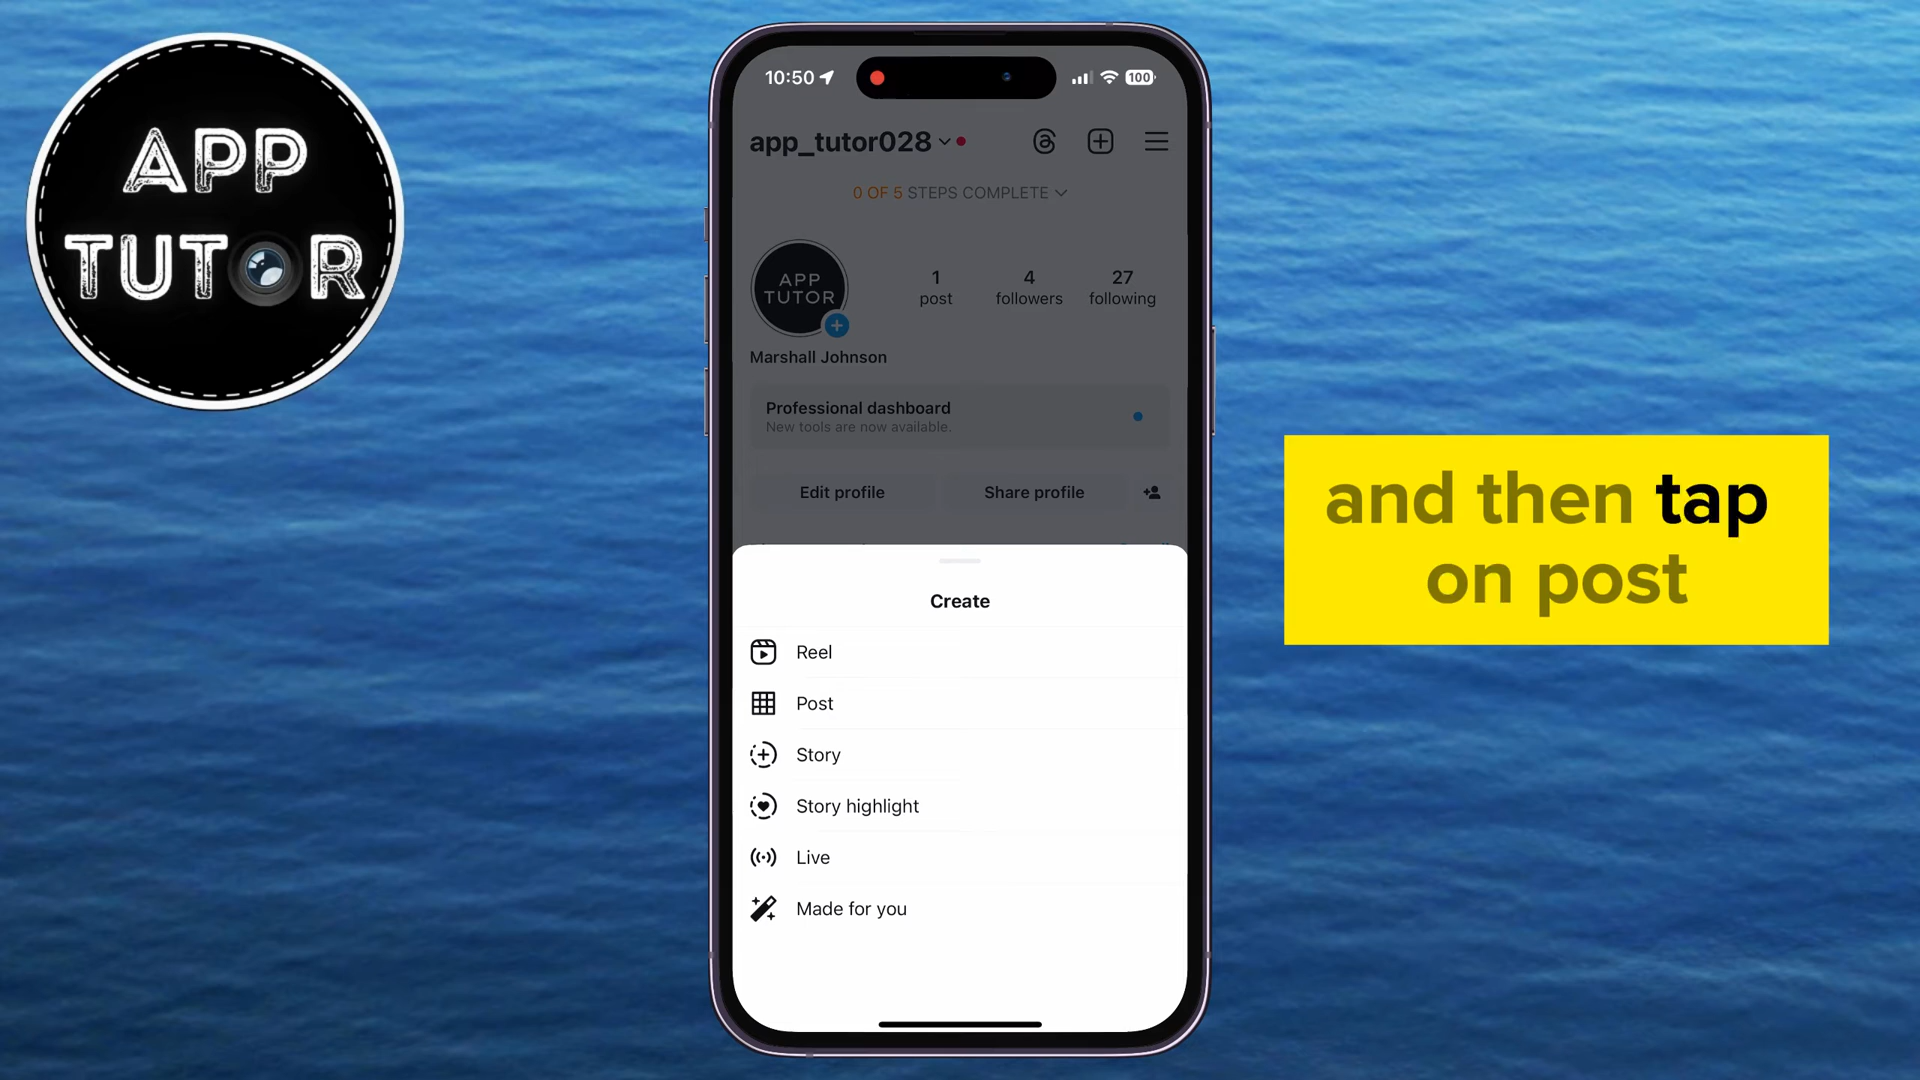 APP
TUTOR
10:50
100
app_tutor028
0 OF 5 STEPS COMPLETE
APP
TUTOR
1
post
4
followers
27
following
Marshall Johnson
Professional dashboard
New tools are now available.
Edit profile
Share profile
Create
Reel
Post
Story
Story highlight
Live
Made for you
and then tap
on post